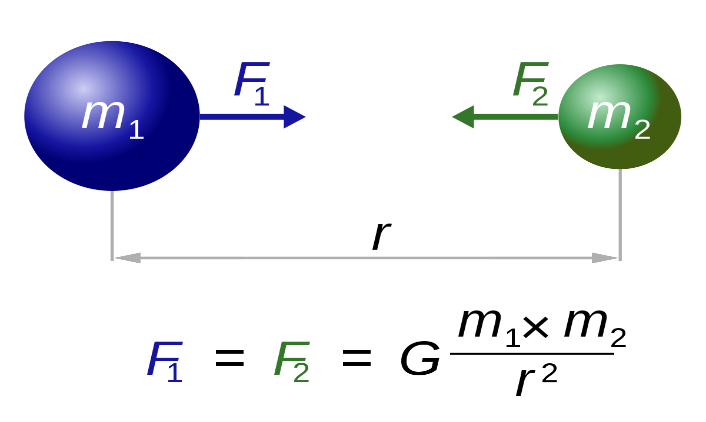 F₁ F₂
m₁ m₂
r
F₁ = F₂ = G m₁ × m₂ / r²